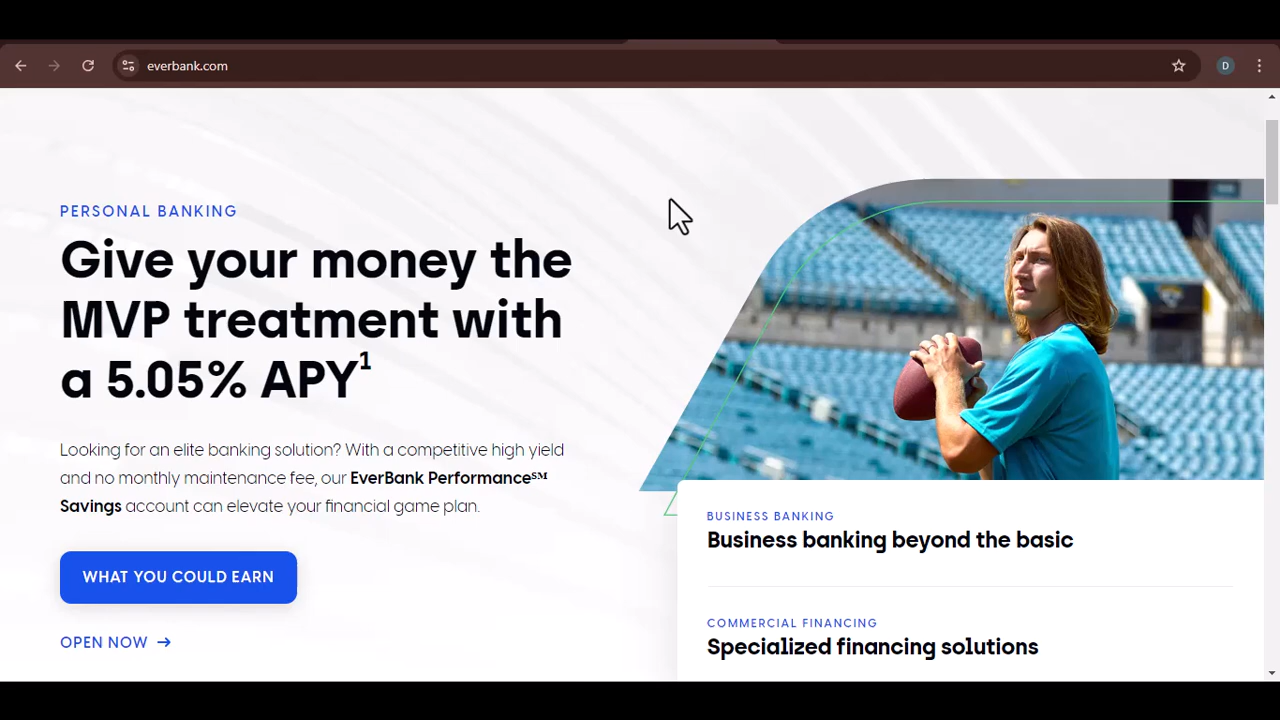 everbank.com
D
PERSONAL BANKING
Give your money the
MVP treatment with
a 5.05% APY¹
Looking for an elite banking solution? With a competitive high yield
and no monthly maintenance fee, our EverBank Performance℠
Savings account can elevate your financial game plan.
WHAT YOU COULD EARN
OPEN NOW →
BUSINESS BANKING
Business banking beyond the basic
COMMERCIAL FINANCING
Specialized financing solutions